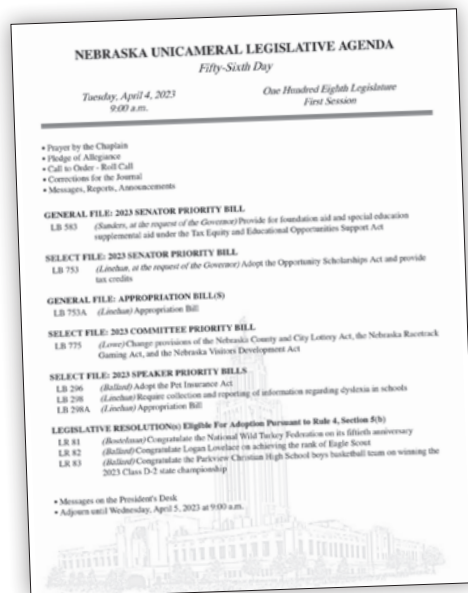 NEBRASKA UNICAMERAL LEGISLATIVE AGENDA
Fifty-Sixth Day
Tuesday, April 4, 2023
9:00 a.m.
One Hundred Eighth Legislature
First Session
• Prayer by the Chaplain
• Pledge of Allegiance
• Call to Order - Roll Call
• Corrections for the Journal
• Messages, Reports, Announcements
GENERAL FILE: 2023 SENATOR PRIORITY BILL
LB 583 (Sanders, at the request of the Governor) Provide for foundation aid and special education
supplemental aid under the Tax Equity and Educational Opportunities Support Act
SELECT FILE: 2023 SENATOR PRIORITY BILL
LB 753 (Linehan, at the request of the Governor) Adopt the Opportunity Scholarships Act and provide
tax credits
GENERAL FILE: APPROPRIATION BILL(S)
LB 753A (Linehan) Appropriation Bill
SELECT FILE: 2023 COMMITTEE PRIORITY BILL
LB 775 (Lowe) Change provisions of the Nebraska County and City Lottery Act, the Nebraska Racetrack
Gaming Act, and the Nebraska Visitors Development Act
SELECT FILE: 2023 SPEAKER PRIORITY BILLS
LB 296 (Ballard) Adopt the Pet Insurance Act
LB 298 (Linehan) Require collection and reporting of information regarding dyslexia in schools
LB 298A (Linehan) Appropriation Bill
LEGISLATIVE RESOLUTION(s) Eligible For Adoption Pursuant to Rule 4, Section 5(b)
LR 81 (Bostelman) Congratulate the National Wild Turkey Federation on its fiftieth anniversary
LR 82 (Ballard) Congratulate Logan Lovelace on achieving the rank of Eagle Scout
LR 83 (Ballard) Congratulate the Parkview Christian High School boys basketball team on winning the
2023 Class D-2 state championship
• Messages on the President's Desk
• Adjourn until Wednesday, April 5, 2023 at 9:00 a.m.